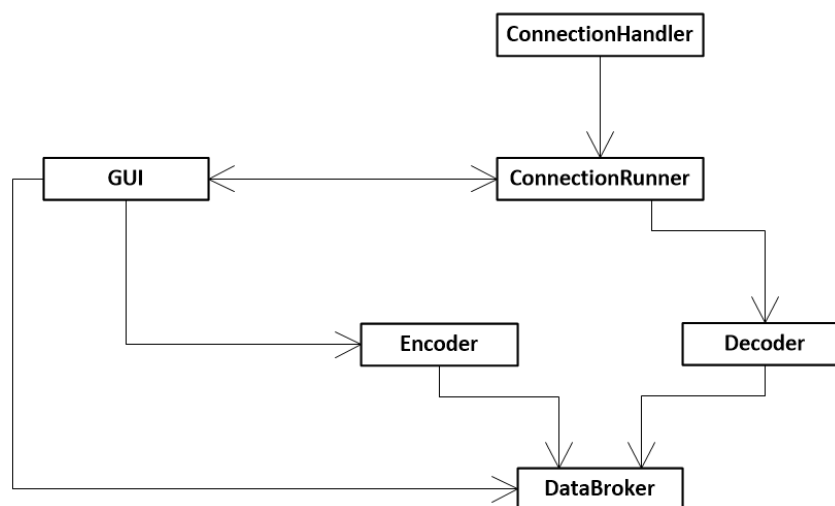 ConnectionHandler
GUI
ConnectionRunner
Encoder
Decoder
DataBroker